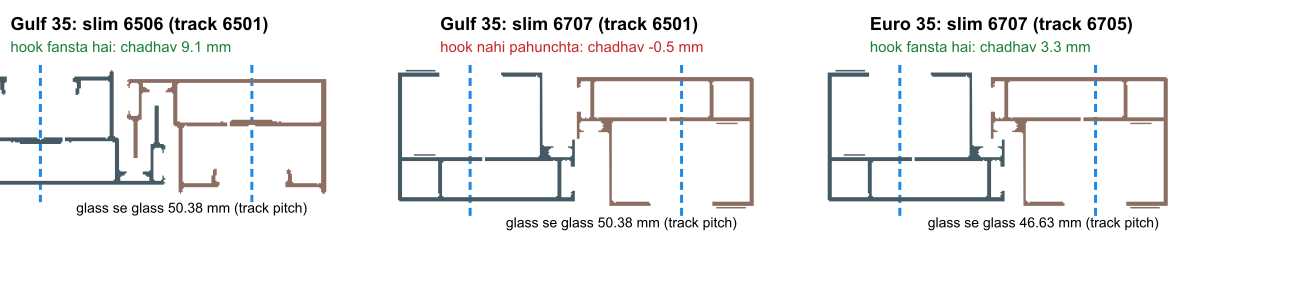 Gulf 35: slim 6506 (track 6501)
hook fansta hai: chadhav 9.1 mm
glass se glass 50.38 mm (track pitch)
Gulf 35: slim 6707 (track 6501)
hook nahi pahunchta: chadhav -0.5 mm
glass se glass 50.38 mm (track pitch)
Euro 35: slim 6707 (track 6705)
hook fansta hai: chadhav 3.3 mm
glass se glass 46.63 mm (track pitch)